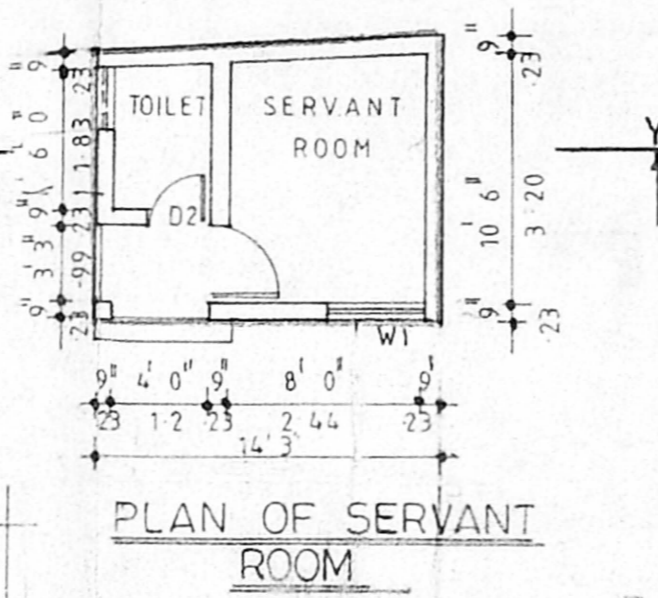 TOILET
SERVANT
ROOM
D2
W1
9" 6' 0" 9" 3' 3" 9"
.23 1.83 .23 .99 .23
9" 10' 6" 9"
.23 3.20 .23
Y
9" 4' 0" 9" 8' 0" 9'
.23 1.2 .23 2.44 .23
14' 3'
PLAN OF SERVANT
ROOM